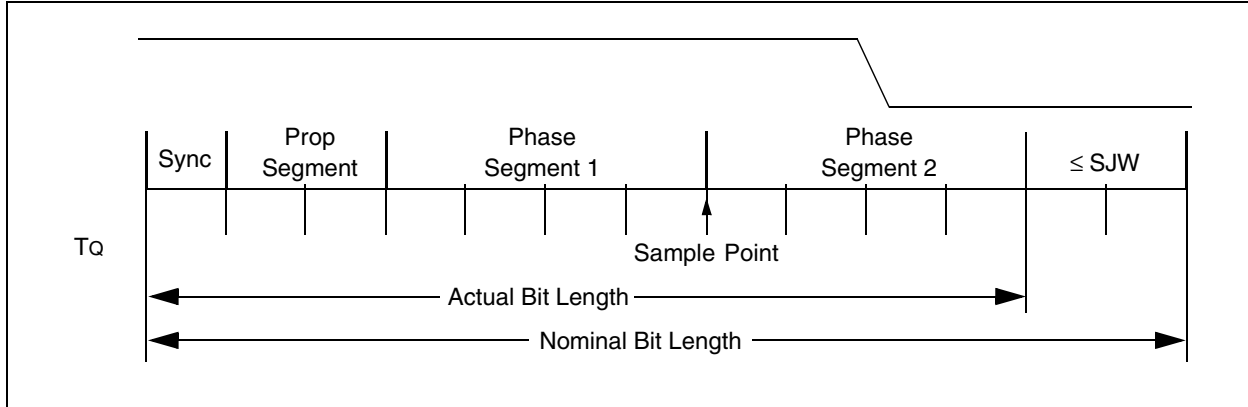 Sync
Prop
Segment
Phase
Segment 1
Phase
Segment 2
≤ SJW
TQ
Sample Point
Actual Bit Length
Nominal Bit Length